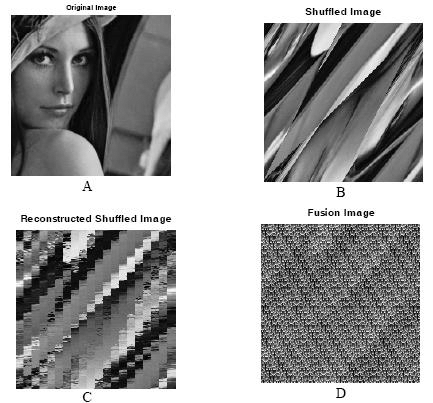 Original Image
Shuffled Image
A
B
Reconstructed Shuffled Image
Fusion Image
C
D